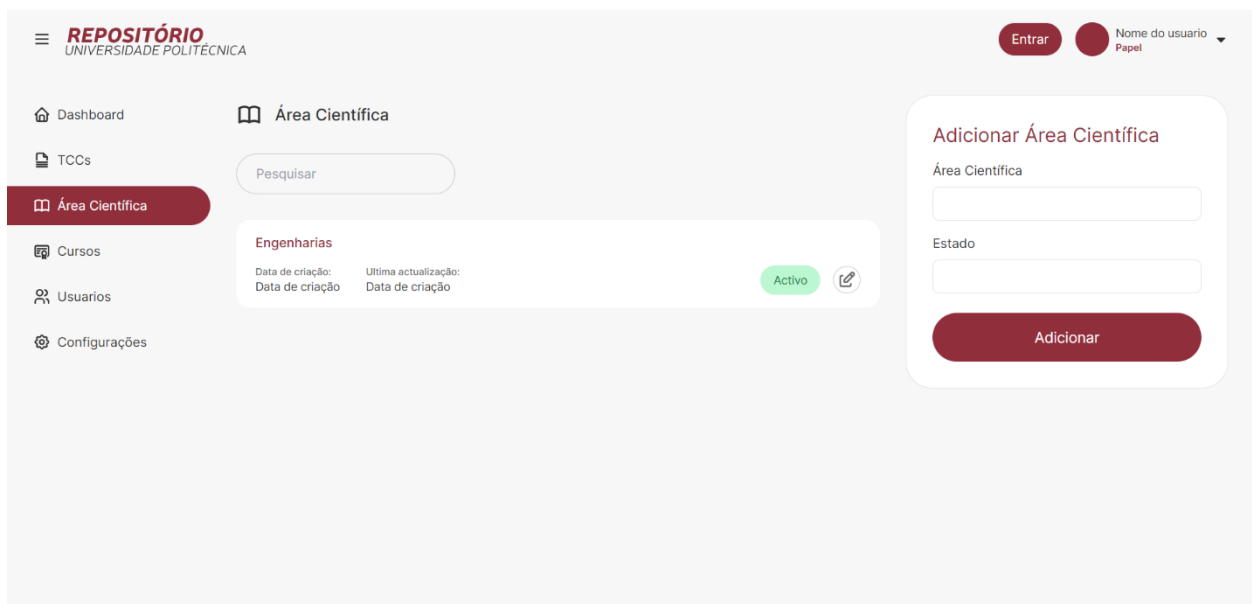 REPOSITÓRIO
UNIVERSIDADE POLITÉCNICA
Entrar
Nome do usuario
Papel
Dashboard
TCCs
Área Científica
Cursos
Usuarios
Configurações
Área Científica
Pesquisar
Engenharias
Data de criação: Ultima actualização:
Data de criação Data de criação
Activo
Adicionar Área Científica
Área Científica
Estado
Adicionar